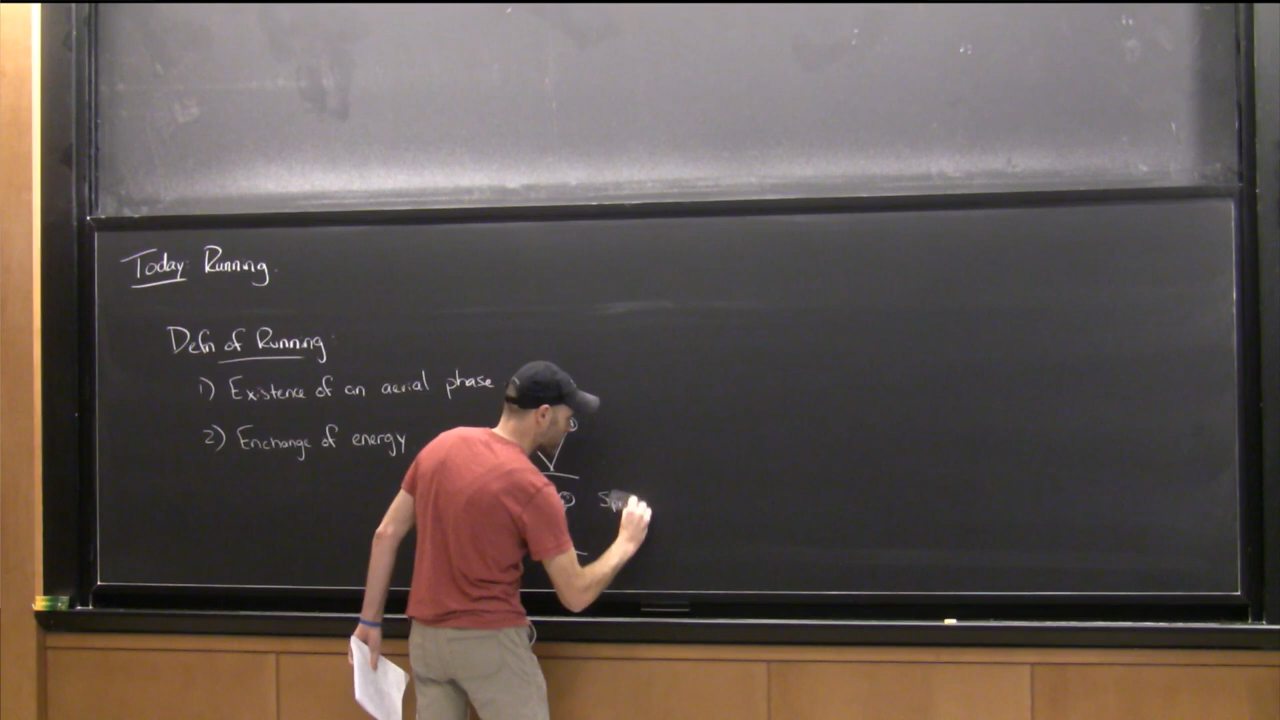 Today: Running.
Defn of Running:
1) Existence of an aerial phase
2) Enchange of energy